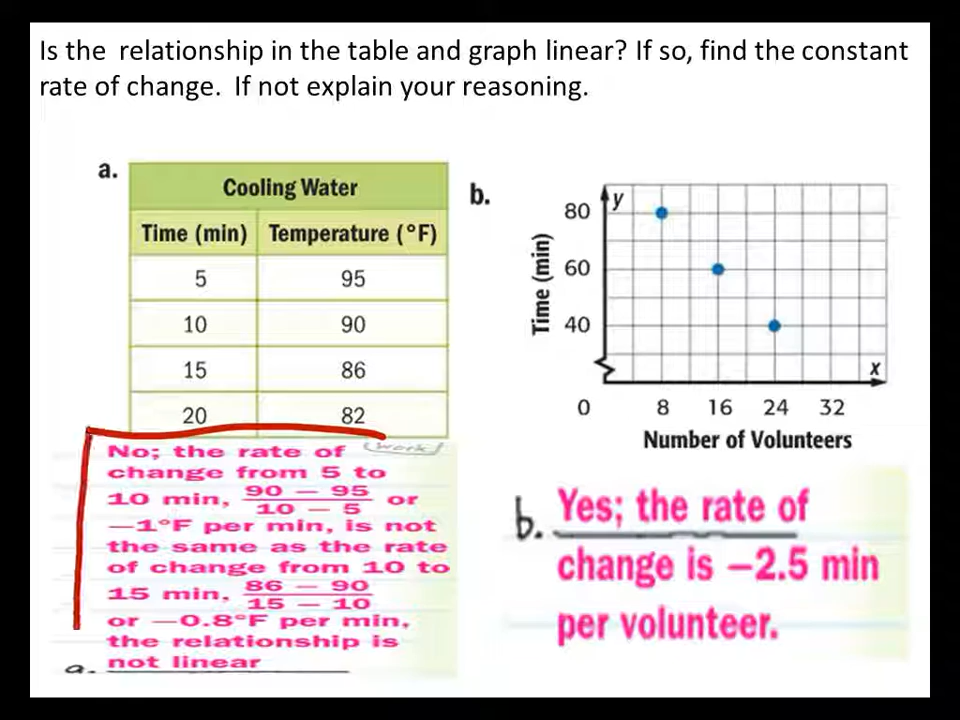 Is the relationship in the table and graph linear? If so, find the constant
rate of change. If not explain your reasoning.
a.
Cooling Water
Time (min) Temperature (°F)
5 95
10 90
15 86
20 82
(work)
No; the rate of
change from 5 to
10 min, 90 − 95 / 10 − 5 or
−1°F per min, is not
the same as the rate
of change from 10 to
15 min, 86 − 90 / 15 − 10
or −0.8°F per min,
the relationship is
a. not linear
b.
y
80
60
40
Time (min)
x
0 8 16 24 32
Number of Volunteers
b. Yes; the rate of
change is −2.5 min
per volunteer.